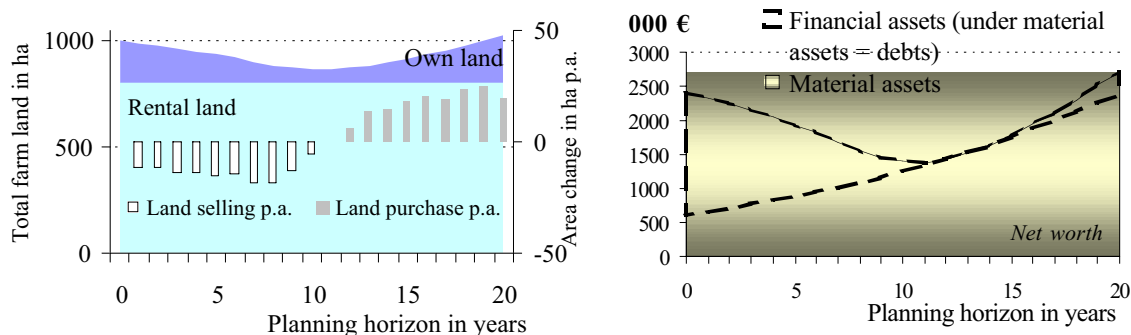 Total farm land in ha
1000
500
0
Own land
Rental land
Land selling p.a.
Land purchase p.a.
50
0
-50
Area change in ha p.a.
0 5 10 15 20
Planning horizon in years
000 €
Financial assets (under material
assets = debts)
Material assets
3000
2500
2000
1500
1000
500
0
Net worth
0 5 10 15 20
Planning horizon in years